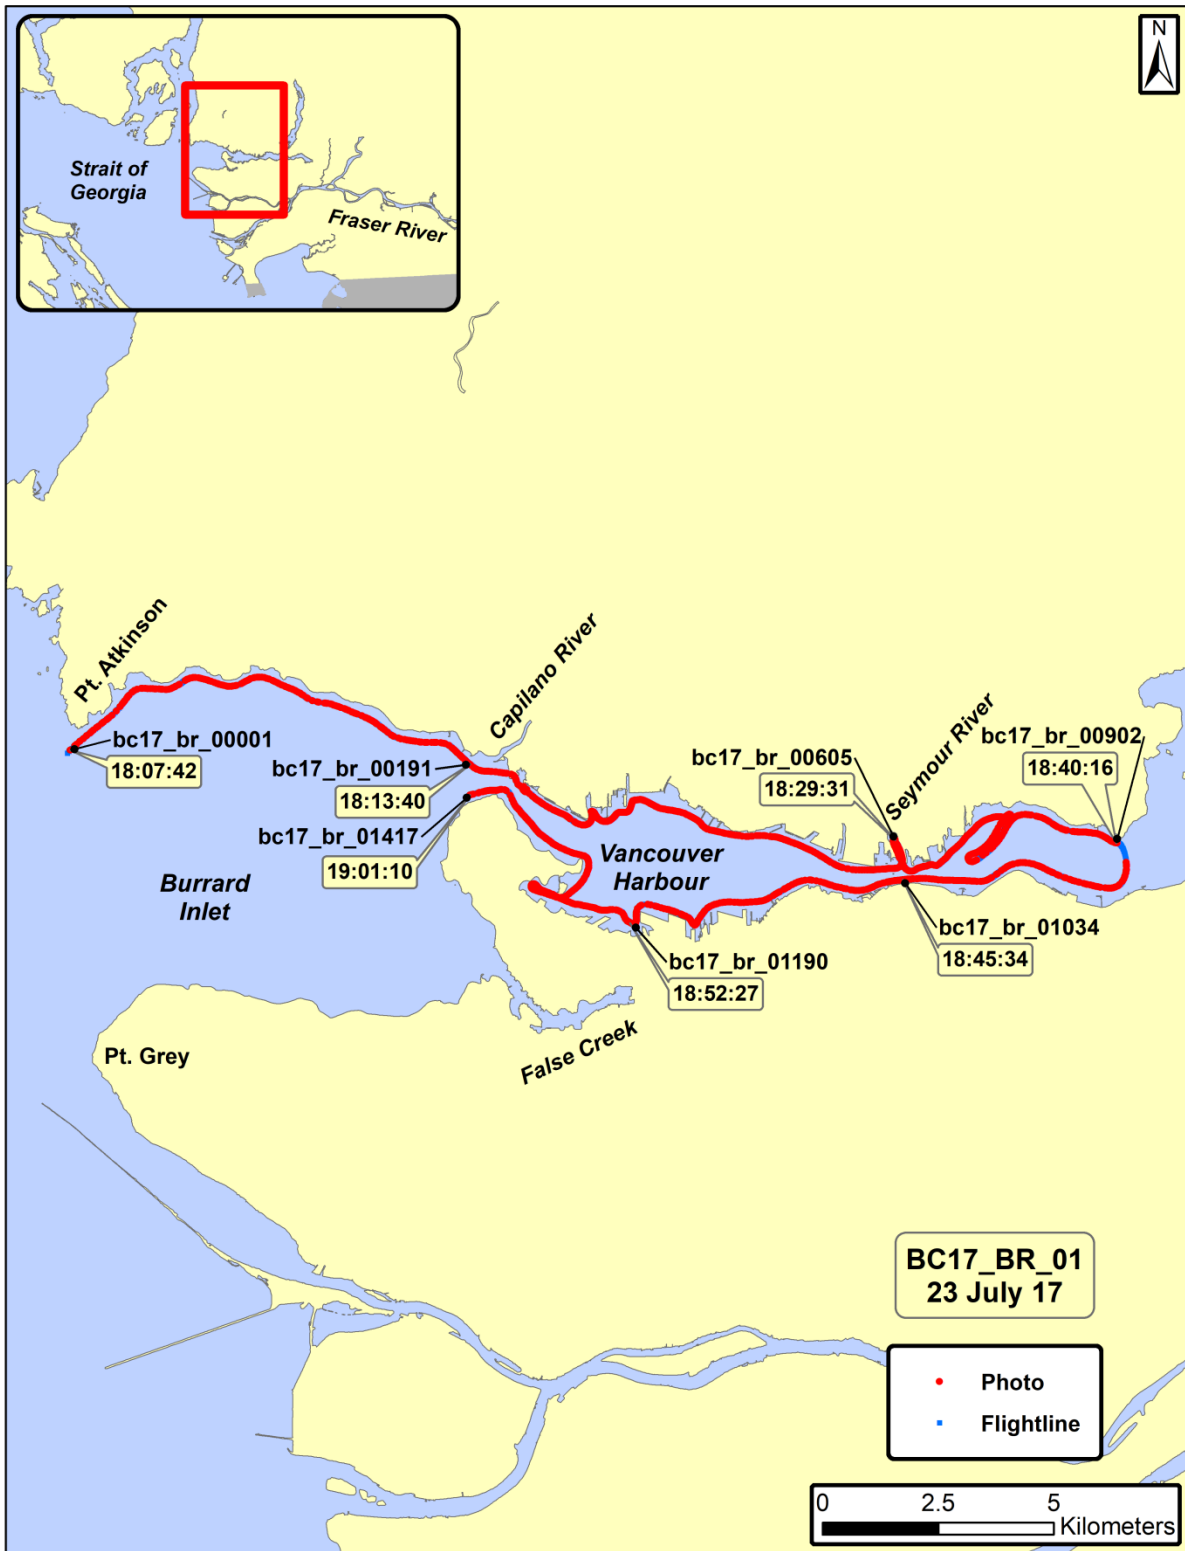 N
Strait of
Georgia
Fraser River
Pt. Atkinson
Capilano River
Seymour River
bc17_br_00001
18:07:42
bc17_br_00191
18:13:40
bc17_br_01417
19:01:10
bc17_br_00605
18:29:31
bc17_br_00902
18:40:16
Vancouver
Harbour
Burrard
Inlet
bc17_br_01034
18:45:34
bc17_br_01190
18:52:27
False Creek
Pt. Grey
BC17_BR_01
23 July 17
Photo
Flightline
0 2.5 5
Kilometers